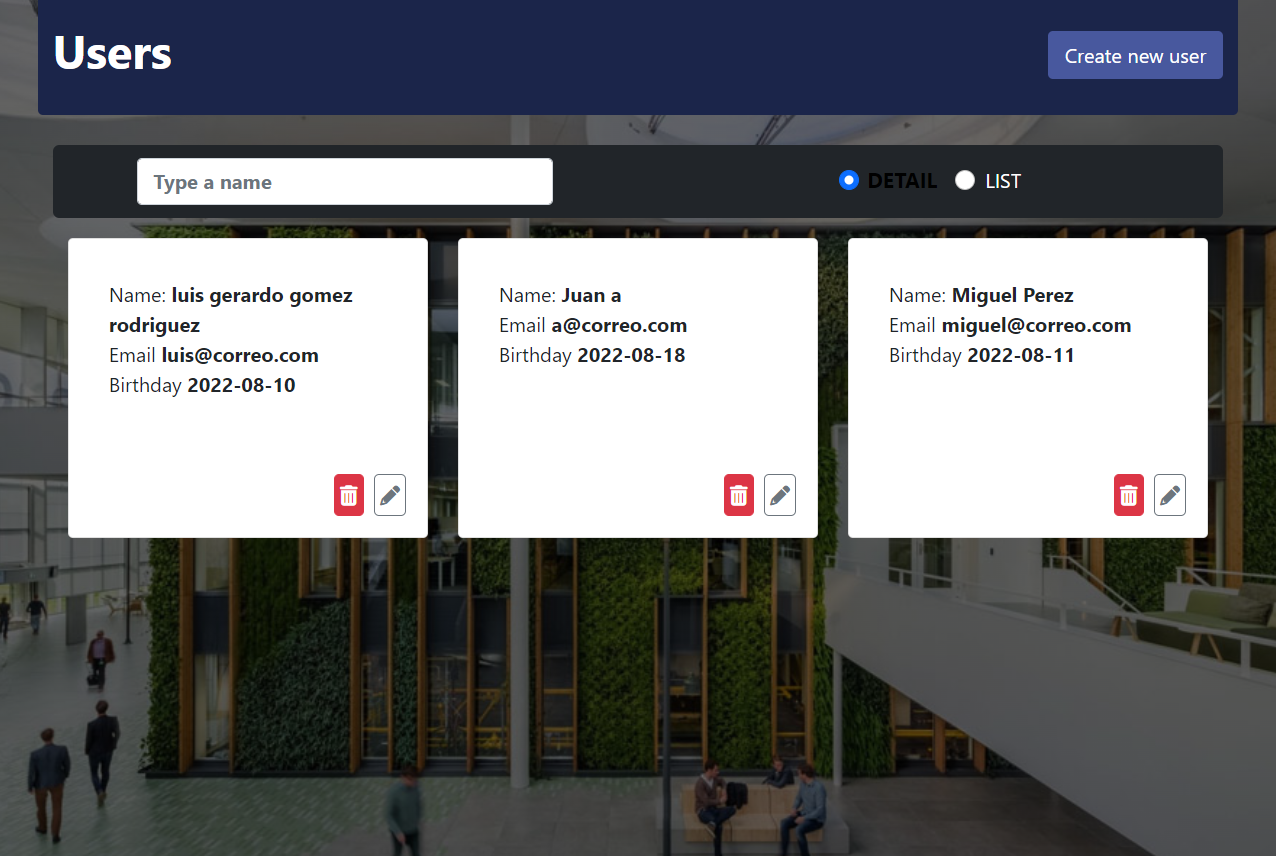 Users
Create new user
Type a name
DETAIL
LIST
Name: luis gerardo gomez
rodriguez
Email luis@correo.com
Birthday 2022-08-10
Name: Juan a
Email a@correo.com
Birthday 2022-08-18
Name: Miguel Perez
Email miguel@correo.com
Birthday 2022-08-11